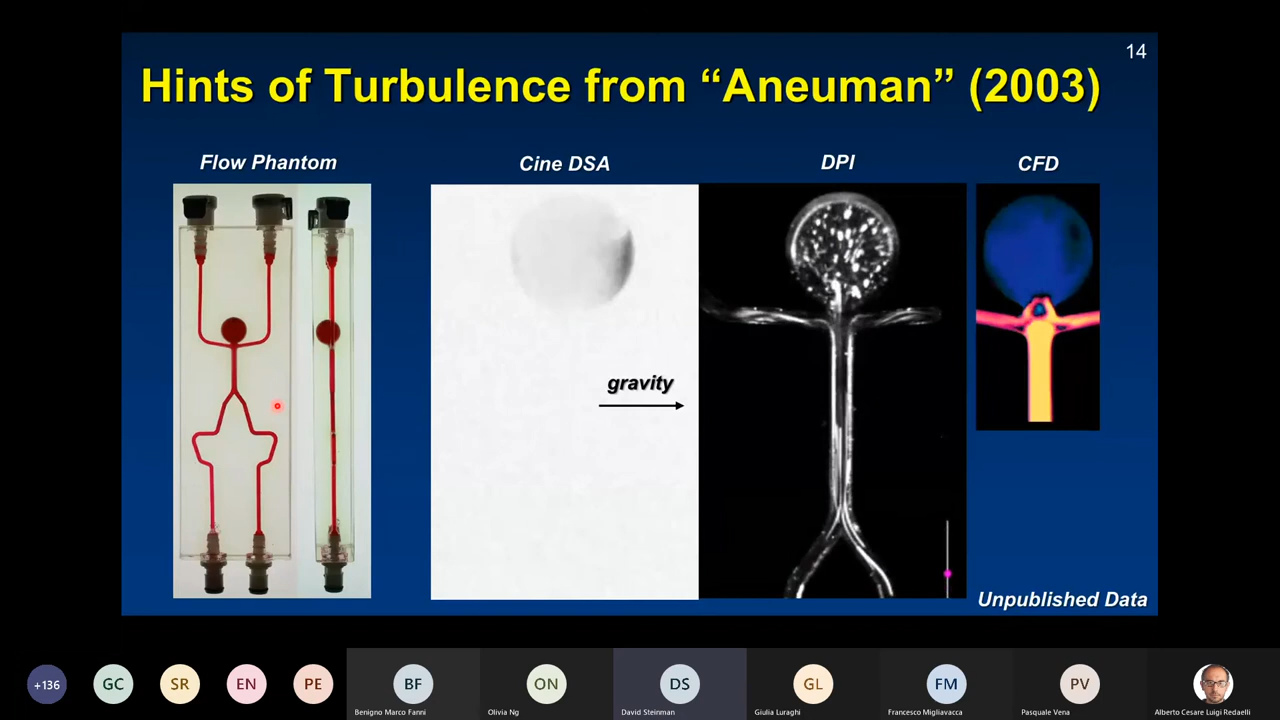 14
Hints of Turbulence from “Aneuman” (2003)
Flow Phantom
Cine DSA
DPI
CFD
gravity
Unpublished Data
+136
GC
SR
EN
PE
BF
ON
DS
GL
FM
PV
Benigno Marco Fanni
Olivia Ng
David Steinman
Giulia Luraghi
Francesco Migliavacca
Pasquale Vena
Alberto Cesare Luigi Redaelli